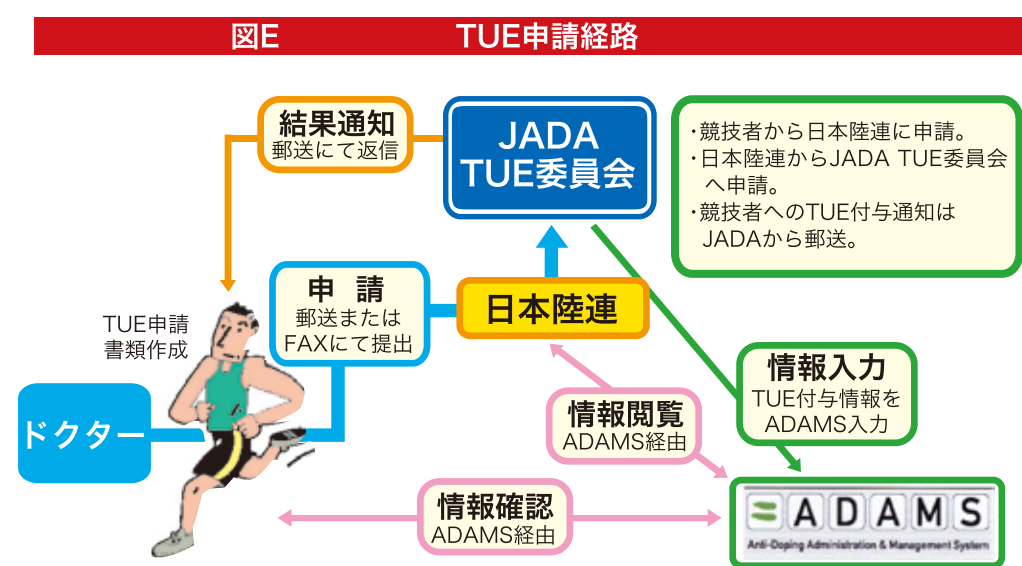 図E TUE申請経路
結果通知
郵送にて返信
JADA
TUE委員会
・競技者から日本陸連に申請。
・日本陸連からJADA TUE委員会
へ申請。
・競技者へのTUE付与通知は
JADAから郵送。
申 請
郵送または
FAXにて提出
日本陸連
TUE申請
書類作成
ドクター
情報入力
TUE付与情報を
ADAMS入力
情報閲覧
ADAMS経由
情報確認
ADAMS経由
ADAMS
Anti-Doping Administration & Management System